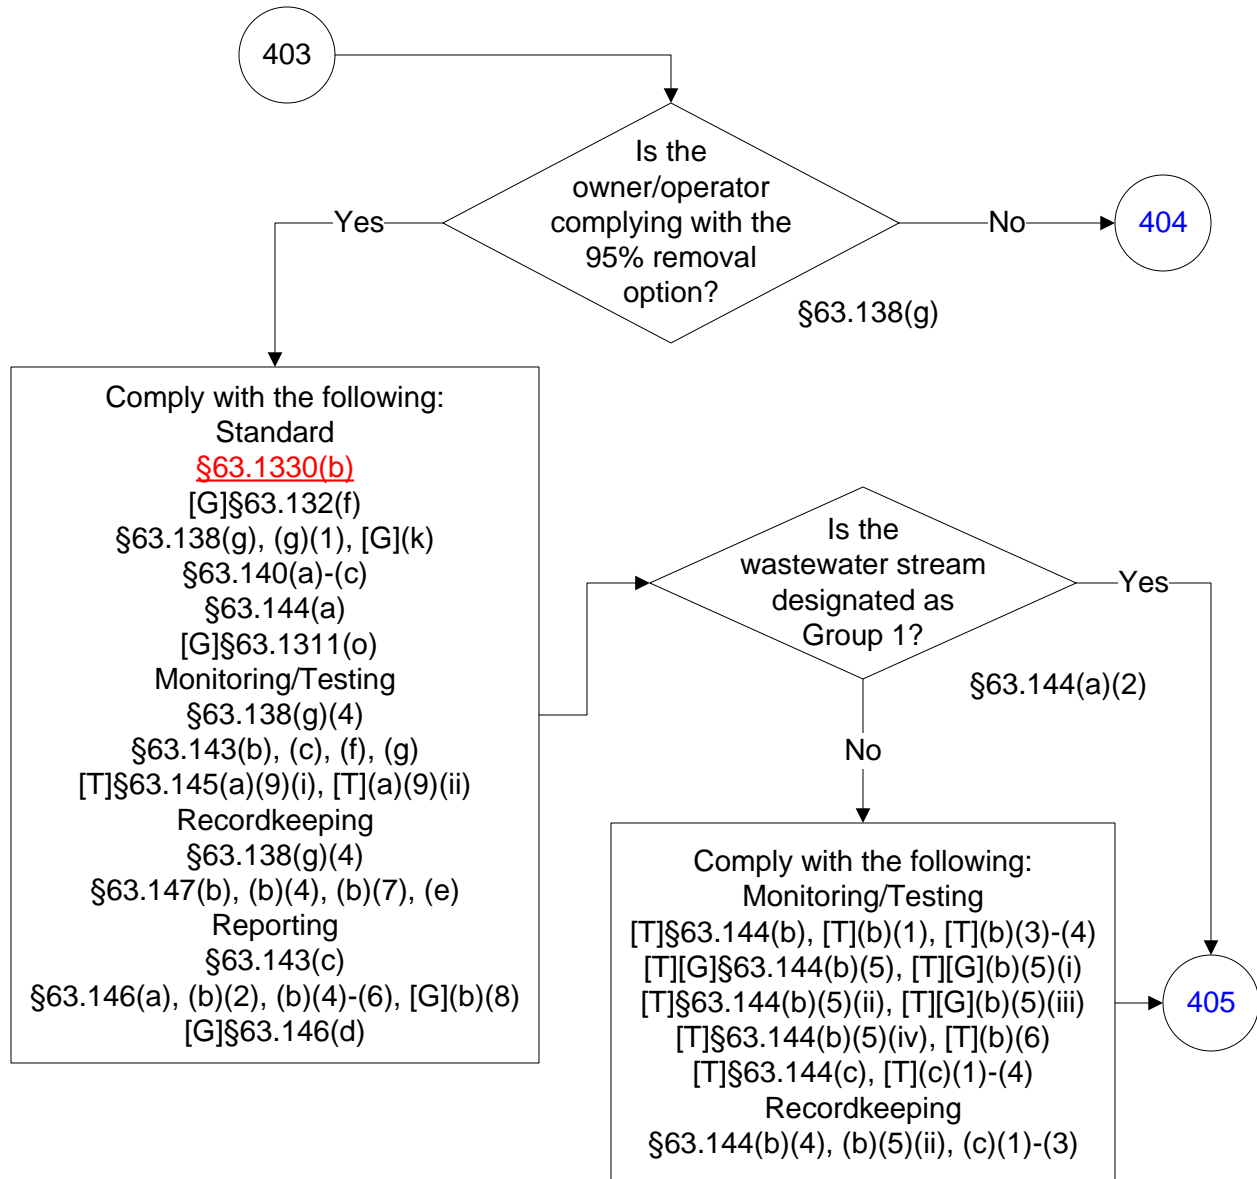 403
Is the
owner/operator
complying with the
95% removal
option?
Yes
No
404
§63.138(g)
Comply with the following:
Standard
§63.1330(b)
[G]§63.132(f)
§63.138(g), (g)(1), [G](k)
§63.140(a)-(c)
§63.144(a)
[G]§63.1311(o)
Monitoring/Testing
§63.138(g)(4)
§63.143(b), (c), (f), (g)
[T]§63.145(a)(9)(i), [T](a)(9)(ii)
Recordkeeping
§63.138(g)(4)
§63.147(b), (b)(4), (b)(7), (e)
Reporting
§63.143(c)
§63.146(a), (b)(2), (b)(4)-(6), [G](b)(8)
[G]§63.146(d)
Is the
wastewater stream
designated as
Group 1?
Yes
§63.144(a)(2)
No
Comply with the following:
Monitoring/Testing
[T]§63.144(b), [T](b)(1), [T](b)(3)-(4)
[T][G]§63.144(b)(5), [T][G](b)(5)(i)
[T]§63.144(b)(5)(ii), [T][G](b)(5)(iii)
[T]§63.144(b)(5)(iv), [T](b)(6)
[T]§63.144(c), [T](c)(1)-(4)
Recordkeeping
§63.144(b)(4), (b)(5)(ii), (c)(1)-(3)
405